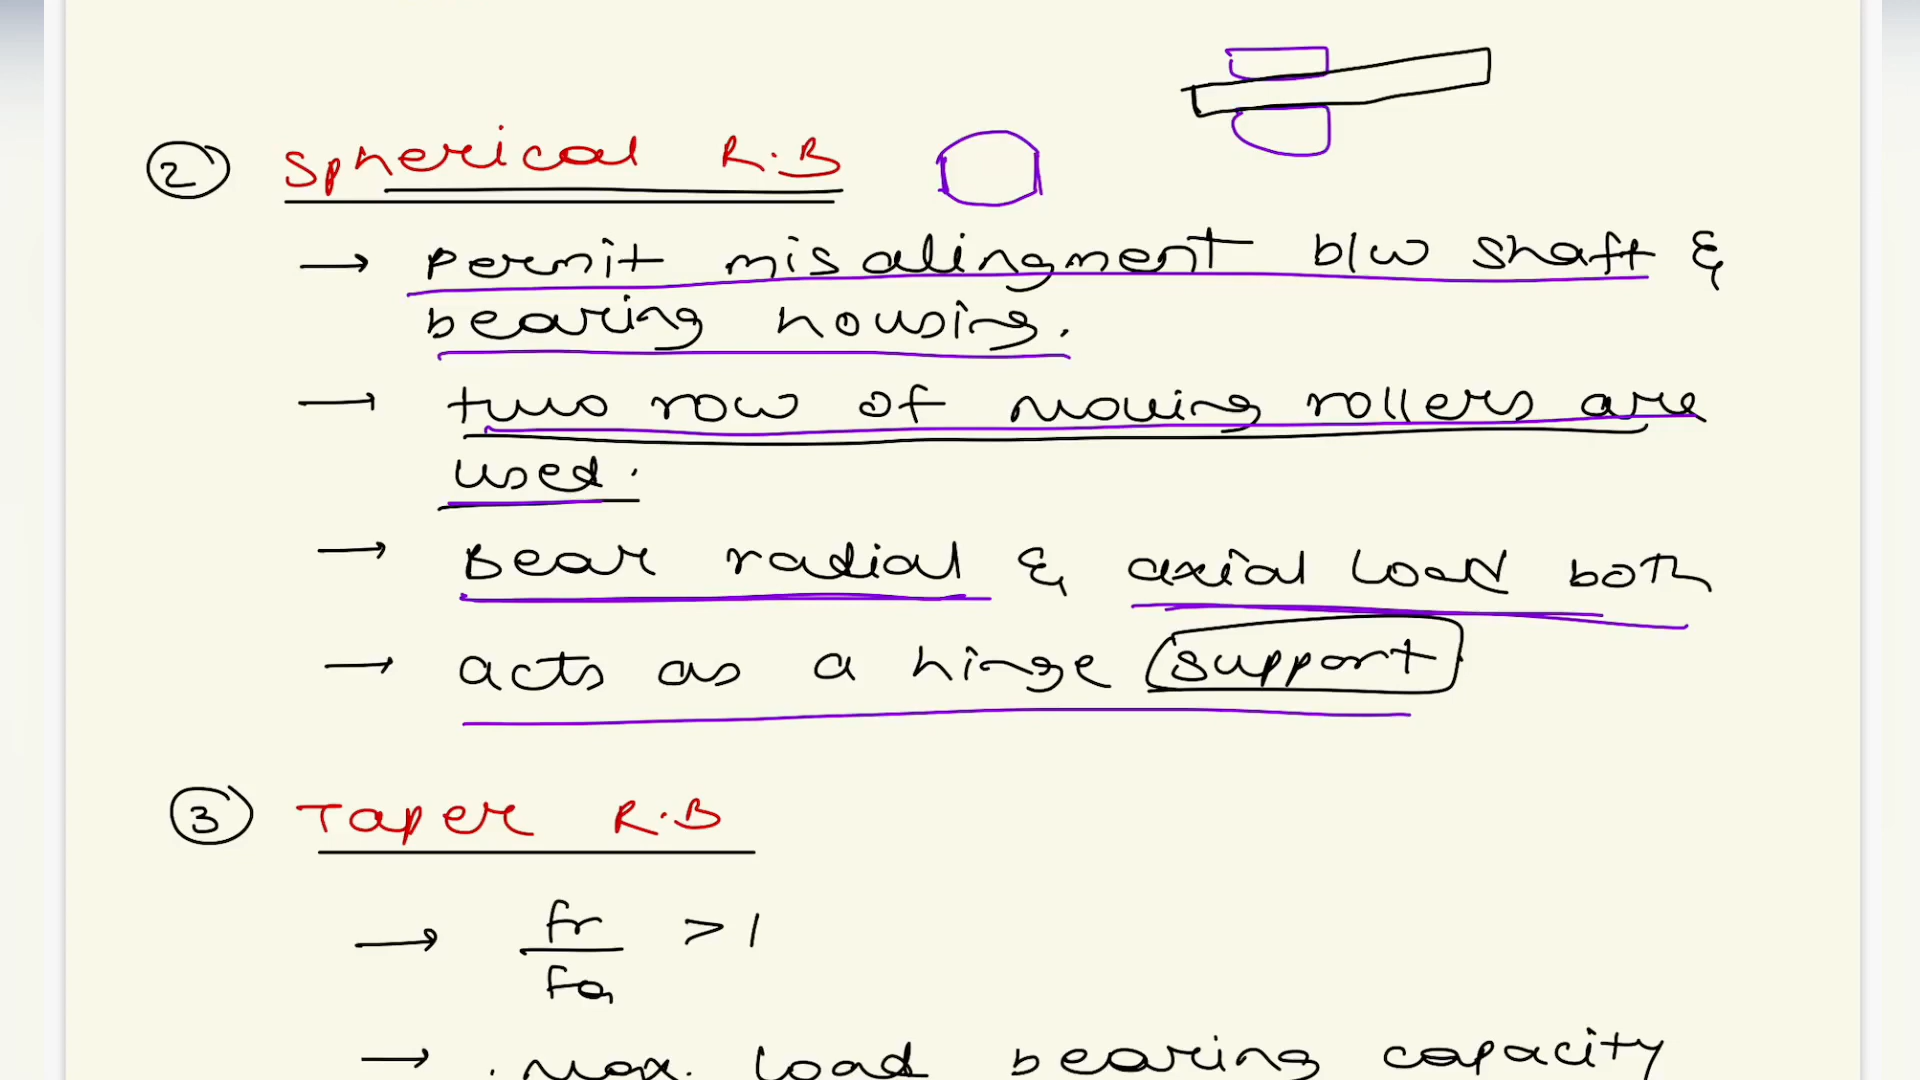 2 Spherical R.B
→ permit misalingment b/w shaft &
bearing housing.
→ two row of moving rollers are
used.
→ Bear radial & axial load both
→ acts as a hinge support
3 Taper R.B
→ fr/fa > 1
→ . Max. load bearing capacity